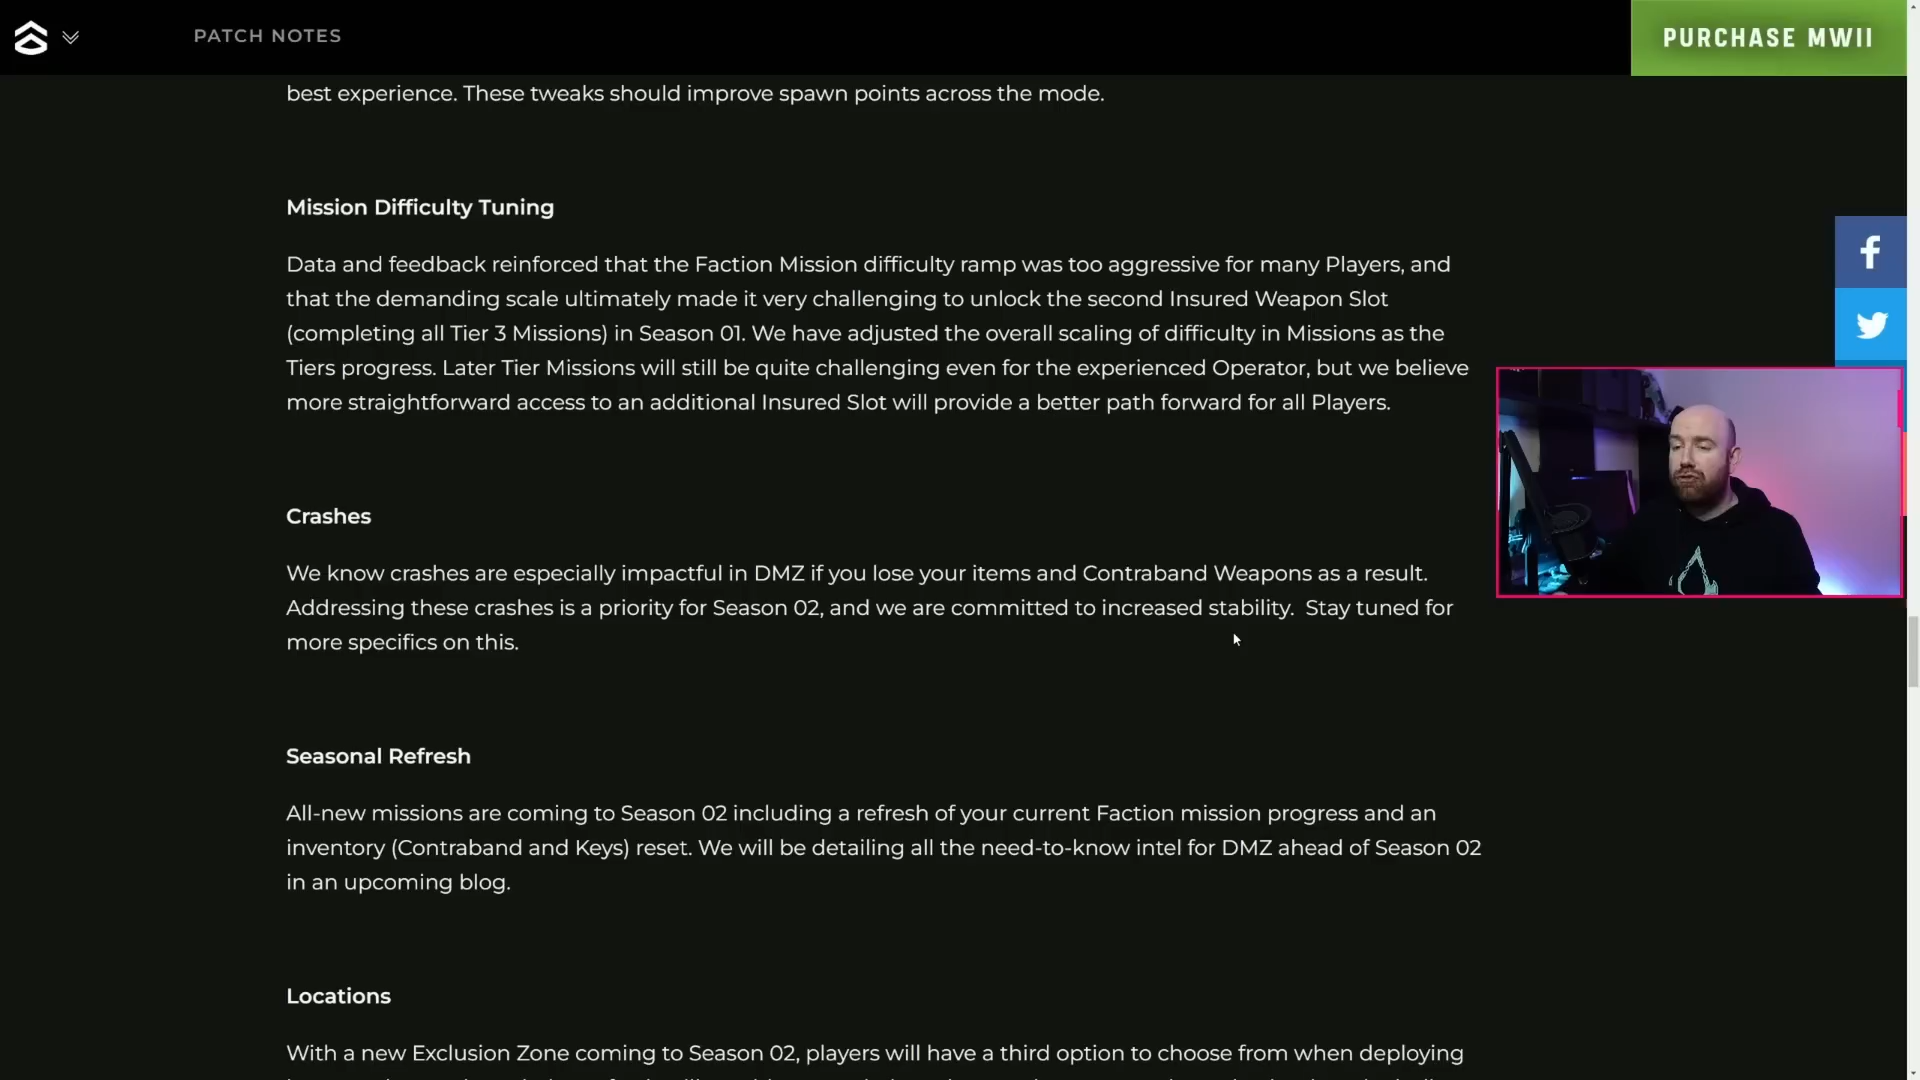 PATCH NOTES
PURCHASE MWII
best experience. These tweaks should improve spawn points across the mode.
Mission Difficulty Tuning
Data and feedback reinforced that the Faction Mission difficulty ramp was too aggressive for many Players, and
that the demanding scale ultimately made it very challenging to unlock the second Insured Weapon Slot
(completing all Tier 3 Missions) in Season 01. We have adjusted the overall scaling of difficulty in Missions as the
Tiers progress. Later Tier Missions will still be quite challenging even for the experienced Operator, but we believe
more straightforward access to an additional Insured Slot will provide a better path forward for all Players.
Crashes
We know crashes are especially impactful in DMZ if you lose your items and Contraband Weapons as a result.
Addressing these crashes is a priority for Season 02, and we are committed to increased stability.  Stay tuned for
more specifics on this.
Seasonal Refresh
All-new missions are coming to Season 02 including a refresh of your current Faction mission progress and an
inventory (Contraband and Keys) reset. We will be detailing all the need-to-know intel for DMZ ahead of Season 02
in an upcoming blog.
Locations
With a new Exclusion Zone coming to Season 02, players will have a third option to choose from when deploying